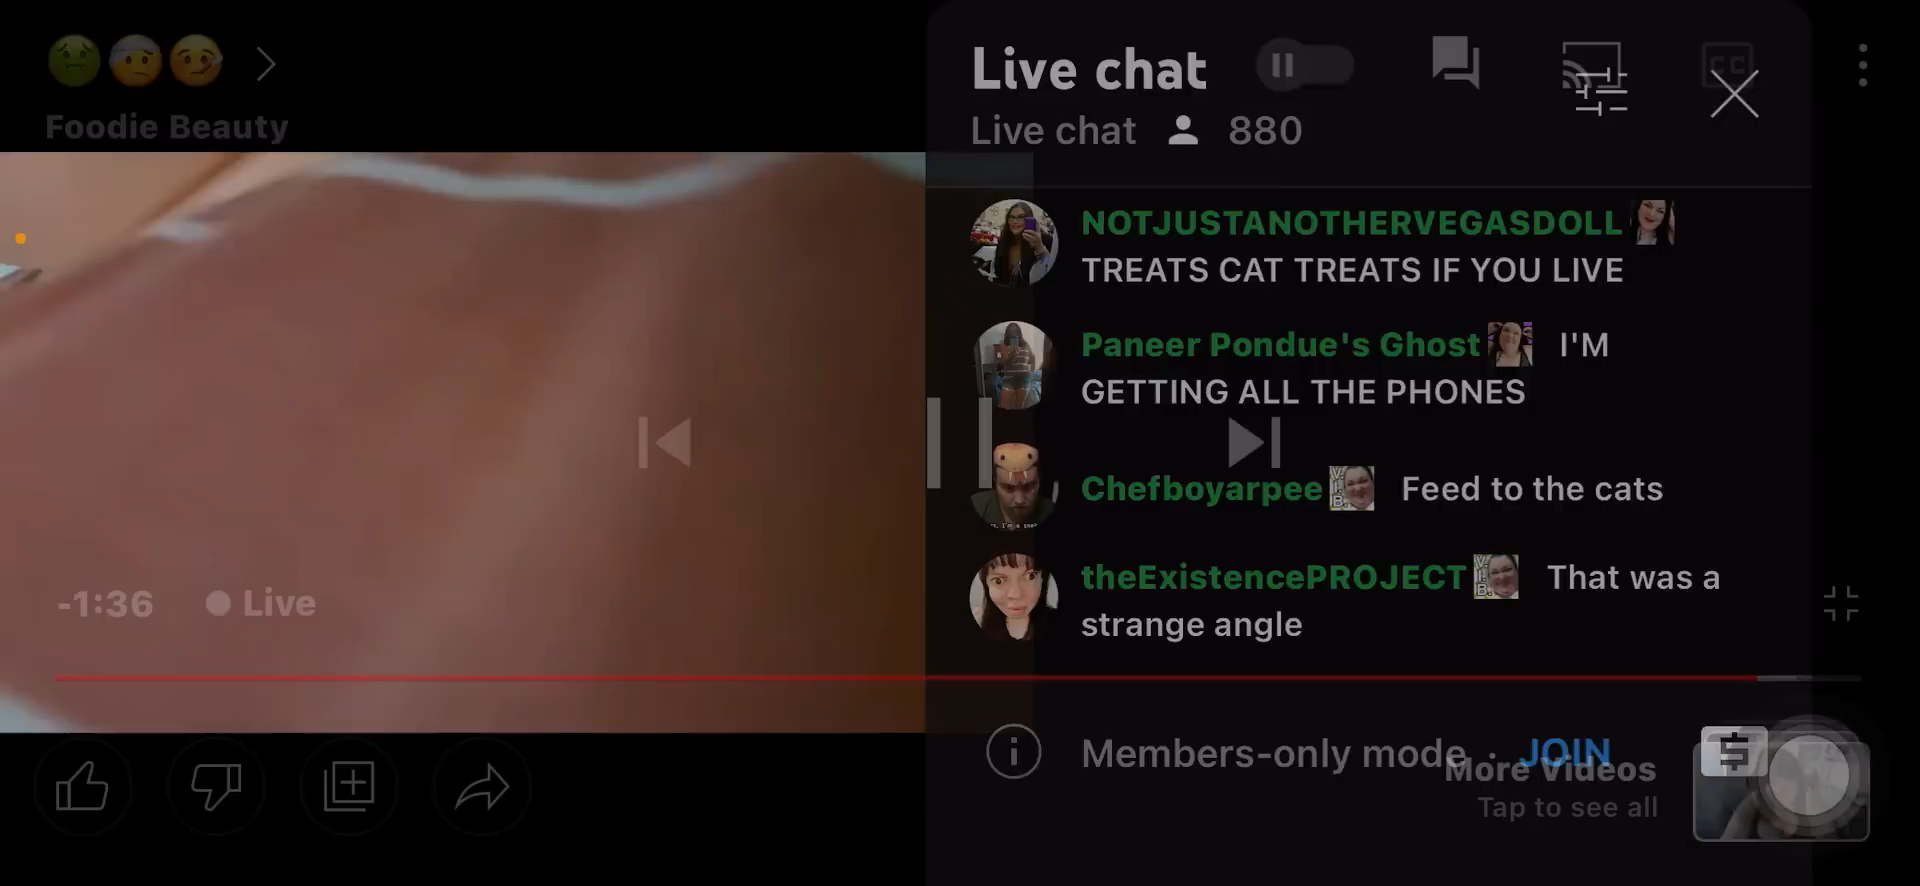 Foodie Beauty
Live chat
Live chat 880
CC
NOTJUSTANOTHERVEGASDOLL
TREATS CAT TREATS IF YOU LIVE
Paneer Pondue's Ghost I'M
GETTING ALL THE PHONES
Chefboyarpee Feed to the cats
theExistencePROJECT That was a
strange angle
-1:36 Live
Members-only mode · JOIN
More Videos
Tap to see all